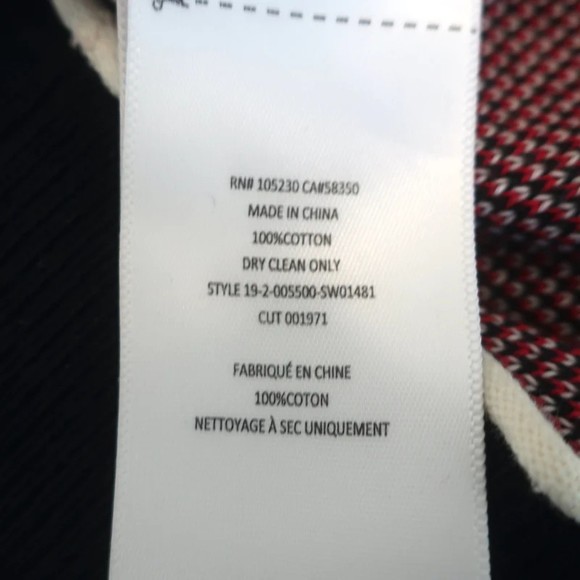 RN# 105230 CA#58350
MADE IN CHINA
100%COTTON
DRY CLEAN ONLY
STYLE 19-2-005500-SW01481
CUT 001971
FABRIQUÉ EN CHINE
100%COTON
NETTOYAGE À SEC UNIQUEMENT